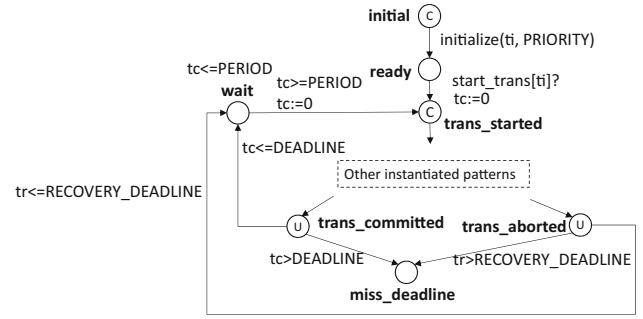 initial
C
initialize(ti, PRIORITY)
tc<=PERIOD
ready
wait
tc>=PERIOD
tc:=0
start_trans[ti]?
tc:=0
C
trans_started
tc<=DEADLINE
Other instantiated patterns
tr<=RECOVERY_DEADLINE
U
trans_committed
trans_aborted
U
tc>DEADLINE
tr>RECOVERY_DEADLINE
miss_deadline